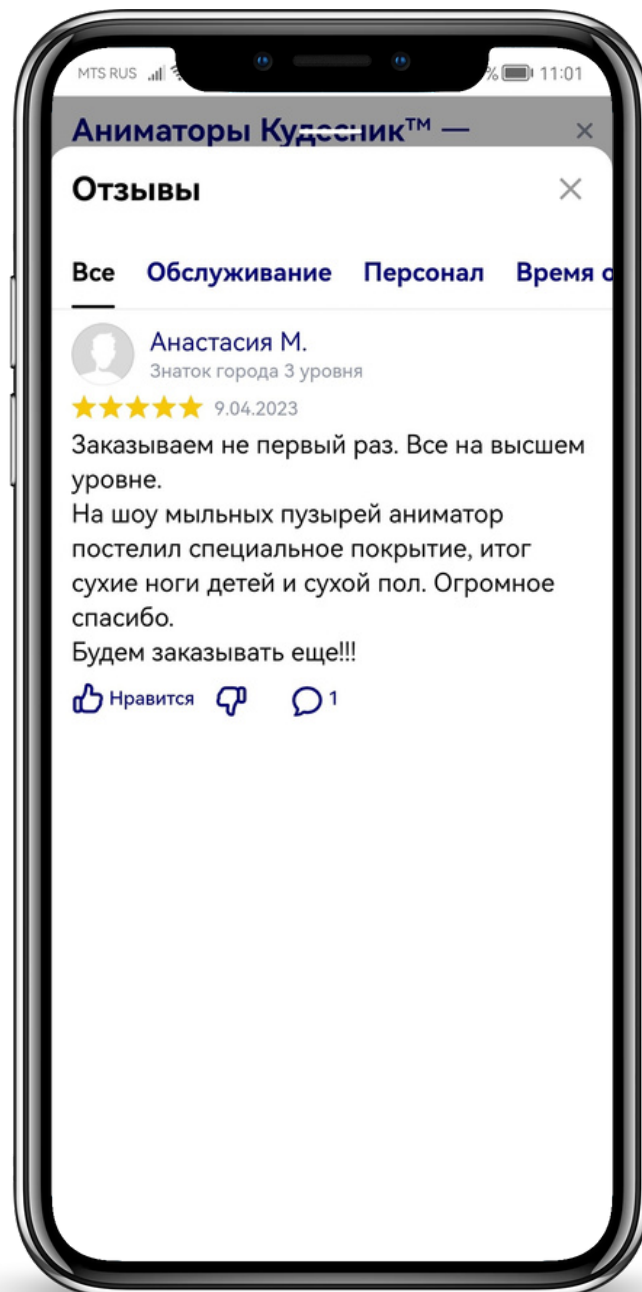 MTS RUS
% 11:01
Аниматоры Кудесник™ —
Отзывы
Все Обслуживание Персонал Время о
Анастасия М.
Знаток города 3 уровня
9.04.2023
Заказываем не первый раз. Все на высшем
уровне.
На шоу мыльных пузырей аниматор
постелил специальное покрытие, итог
сухие ноги детей и сухой пол. Огромное
спасибо.
Будем заказывать еще!!!
Нравится 1